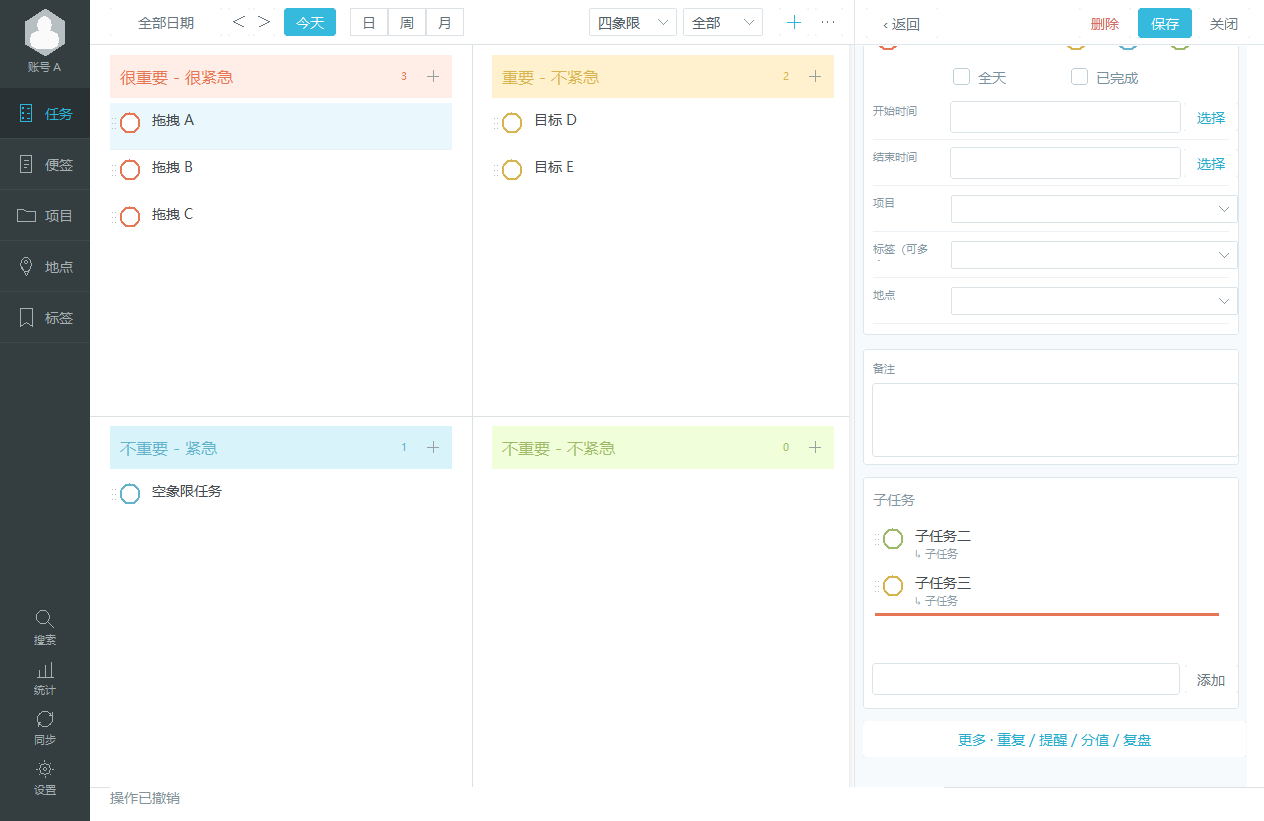 账号 A
任务
便签
项目
地点
标签
搜索
统计
同步
设置
全部日期
< >
今天
日
周
月
四象限
全部
+
···
‹ 返回
删除
保存
关闭
很重要 - 很紧急 3 +
拖拽 A
拖拽 B
拖拽 C
重要 - 不紧急 2 +
目标 D
目标 E
不重要 - 紧急 1 +
空象限任务
不重要 - 不紧急 0 +
全天
已完成
开始时间
选择
结束时间
选择
项目
标签（可多
地点
备注
子任务
子任务二
↳ 子任务
子任务三
↳ 子任务
添加
更多 · 重复 / 提醒 / 分值 / 复盘
操作已撤销